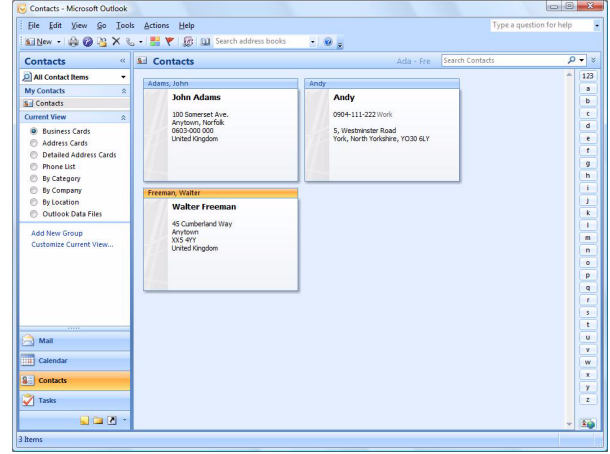 Contacts - Microsoft Outlook
File Edit View Go Tools Actions Help
Type a question for help
New
Search address books
Contacts
Contacts
Ada - Fre
Search Contacts
All Contact Items
My Contacts
Contacts
Current View
Business Cards
Address Cards
Detailed Address Cards
Phone List
By Category
By Company
By Location
Outlook Data Files
Add New Group
Customize Current View...
Adams, John
John Adams
100 Somerset Ave.
Anytown, Norfolk
0603-000 000
United Kingdom
Andy
Andy
0904-111-222 Work
5, Westminster Road
York, North Yorkshire, YO30 6LY
Freeman, Walter
Walter Freeman
45 Cumberland Way
Anytown
XX5 4YY
United Kingdom
123
a
b
c
d
e
f
g
h
i
j
k
l
m
n
o
p
q
r
s
t
u
v
w
x
y
z
Mail
Calendar
Contacts
Tasks
3 Items